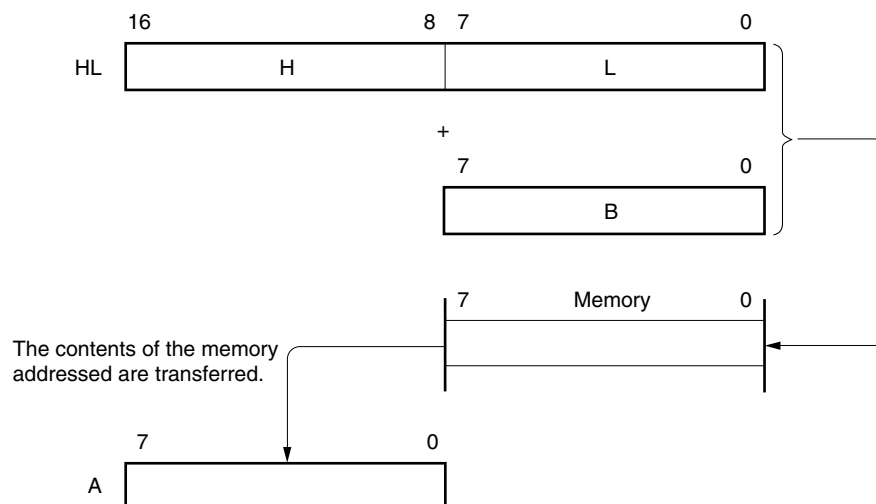 16 8 7 0
HL H L
+
7 0
B
7 Memory 0
The contents of the memory
addressed are transferred.
7 0
A